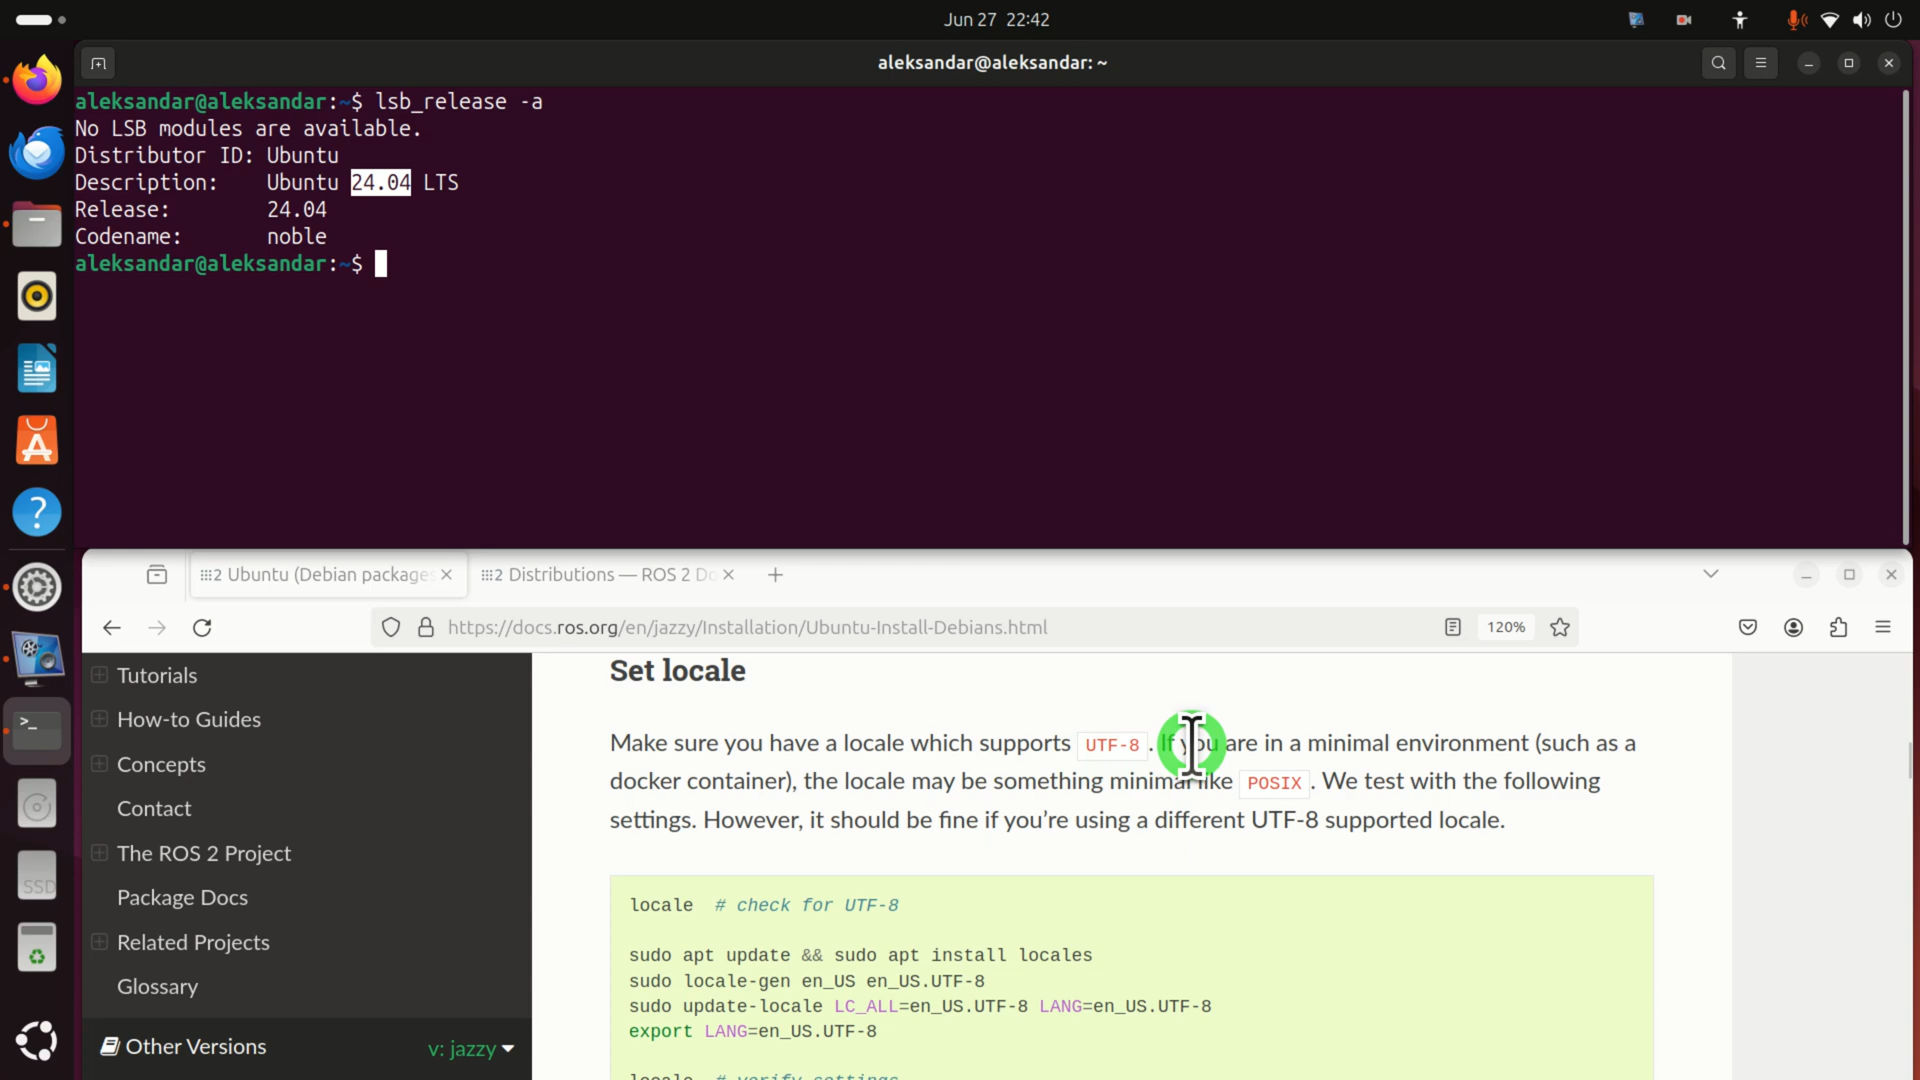 Jun 27 22:42
aleksandar@aleksandar: ~
aleksandar@aleksandar:~$ lsb_release -a
No LSB modules are available.
Distributor ID: Ubuntu
Description:    Ubuntu 24.04 LTS
Release:        24.04
Codename:       noble
aleksandar@aleksandar:~$
Ubuntu (Debian packages
Distributions — ROS 2 Do
https://docs.ros.org/en/jazzy/Installation/Ubuntu-Install-Debians.html
120%
Tutorials
How-to Guides
Concepts
Contact
The ROS 2 Project
Package Docs
Related Projects
Glossary
Other Versions
v: jazzy
Set locale
Make sure you have a locale which supports UTF-8 . If you are in a minimal environment (such as a
docker container), the locale may be something minimal like POSIX . We test with the following
settings. However, it should be fine if you’re using a different UTF-8 supported locale.
locale  # check for UTF-8
sudo apt update && sudo apt install locales
sudo locale-gen en_US en_US.UTF-8
sudo update-locale LC_ALL=en_US.UTF-8 LANG=en_US.UTF-8
export LANG=en_US.UTF-8
locale  # verify settings
SSD